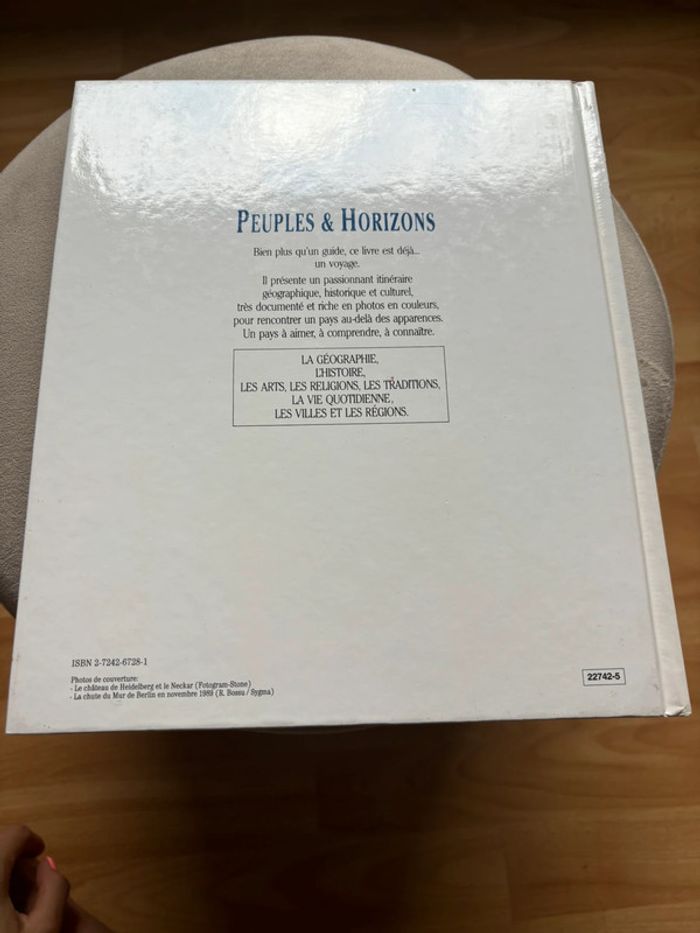 PEUPLES & HORIZONS
Bien plus qu'un guide, ce livre est déjà...
un voyage.
Il présente un passionnant itinéraire
géographique, historique et culturel,
très documenté et riche en photos en couleurs,
pour rencontrer un pays au-delà des apparences.
Un pays à aimer, à comprendre, à connaître.
LA GÉOGRAPHIE,
L'HISTOIRE,
LES ARTS, LES RELIGIONS, LES TRADITIONS,
LA VIE QUOTIDIENNE,
LES VILLES ET LES RÉGIONS.
ISBN 2-7242-6728-1
Photos de couverture:
- Le château de Heidelberg et le Neckar (Fotogram-Stone)
- La chute du Mur de Berlin en novembre 1989 (R. Bossu / Sygma)
22742-5